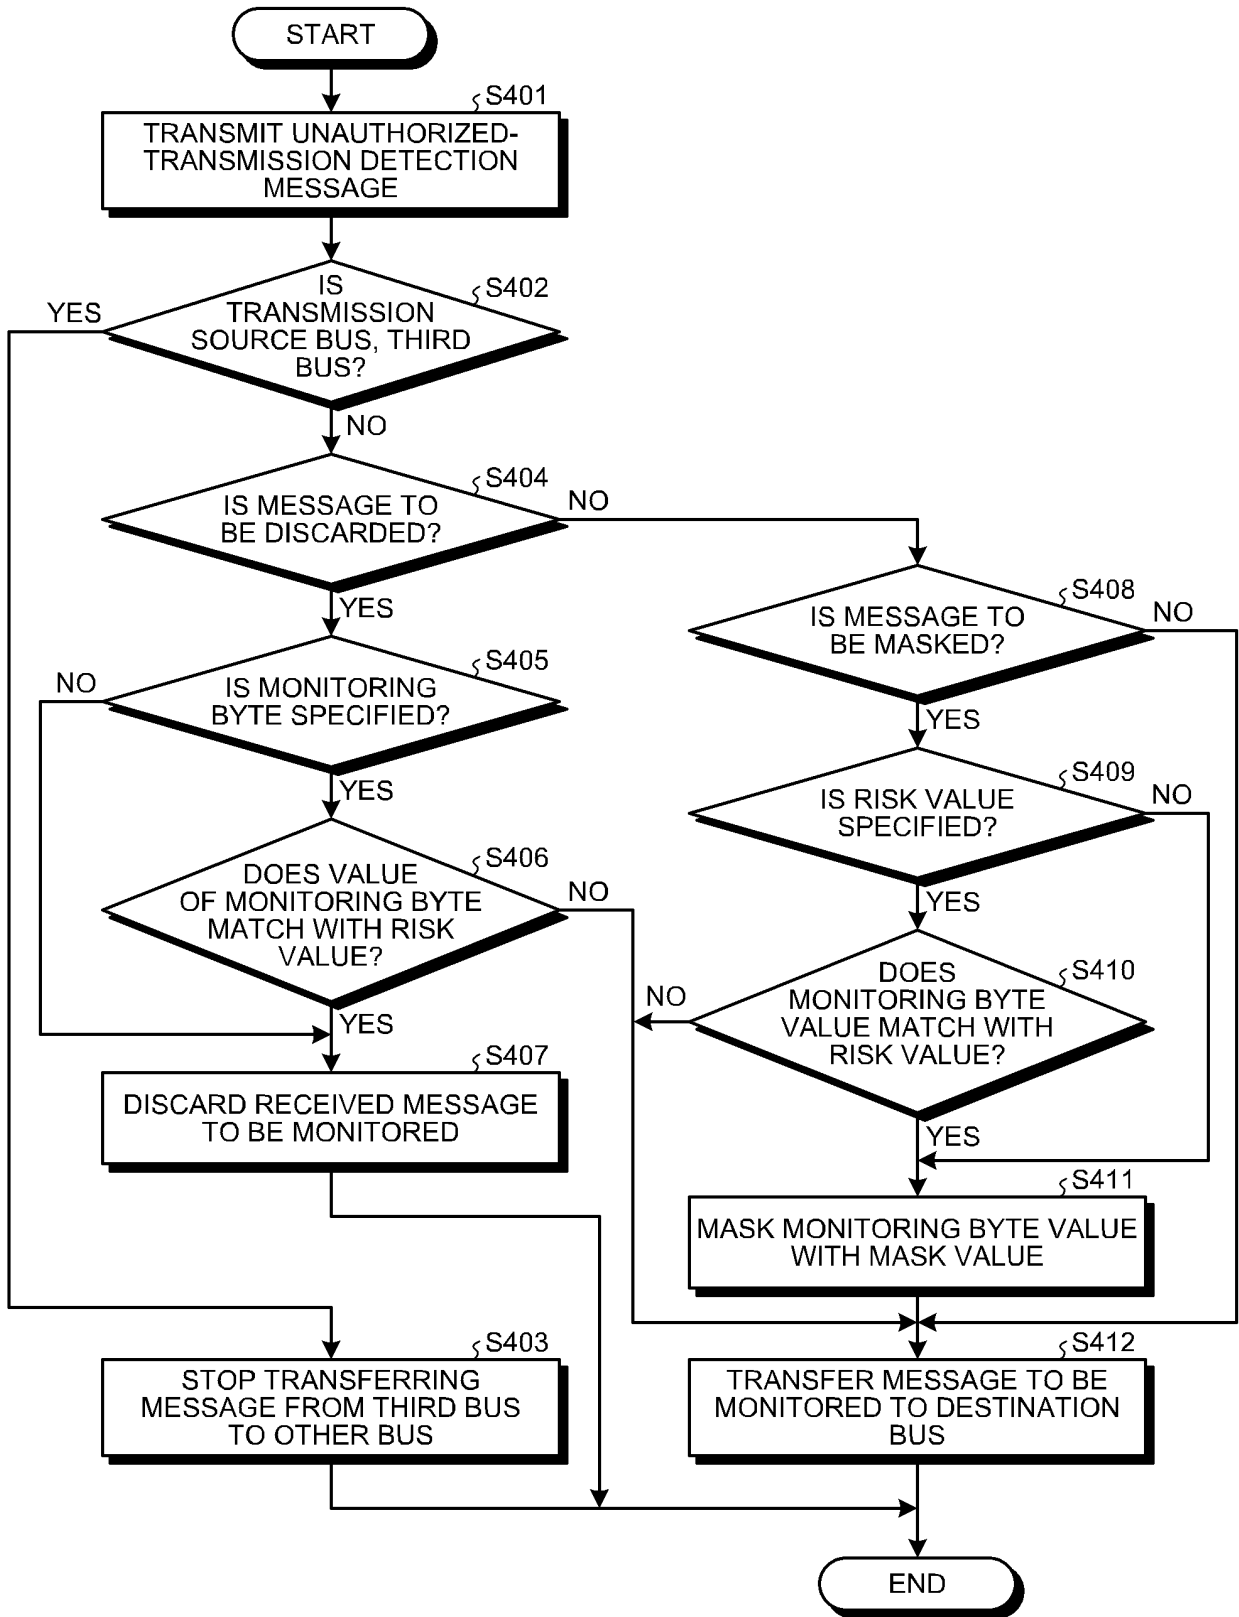 START
S401
TRANSMIT UNAUTHORIZED-
TRANSMISSION DETECTION
MESSAGE
S402
IS
TRANSMISSION
SOURCE BUS, THIRD
BUS?
YES
NO
S404
IS MESSAGE TO
BE DISCARDED?
NO
YES
S408
IS MESSAGE TO
BE MASKED?
NO
YES
S405
IS MONITORING
BYTE SPECIFIED?
NO
YES
S409
IS RISK VALUE
SPECIFIED?
NO
YES
S406
DOES VALUE
OF MONITORING BYTE
MATCH WITH RISK
VALUE?
NO
YES
S410
DOES
MONITORING BYTE
VALUE MATCH WITH
RISK VALUE?
NO
YES
S407
DISCARD RECEIVED MESSAGE
TO BE MONITORED
S411
MASK MONITORING BYTE VALUE
WITH MASK VALUE
S403
STOP TRANSFERRING
MESSAGE FROM THIRD BUS
TO OTHER BUS
S412
TRANSFER MESSAGE TO BE
MONITORED TO DESTINATION
BUS
END